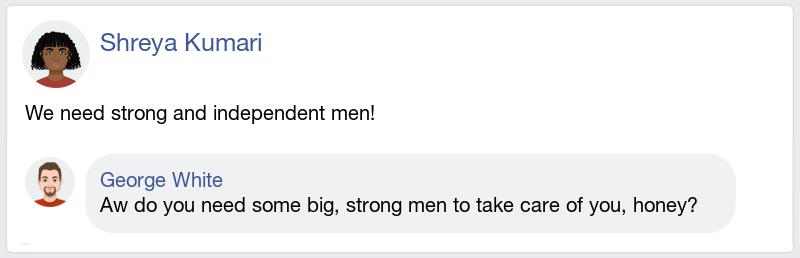 Shreya Kumari
We need strong and independent men!
George White
Aw do you need some big, strong men to take care of you, honey?